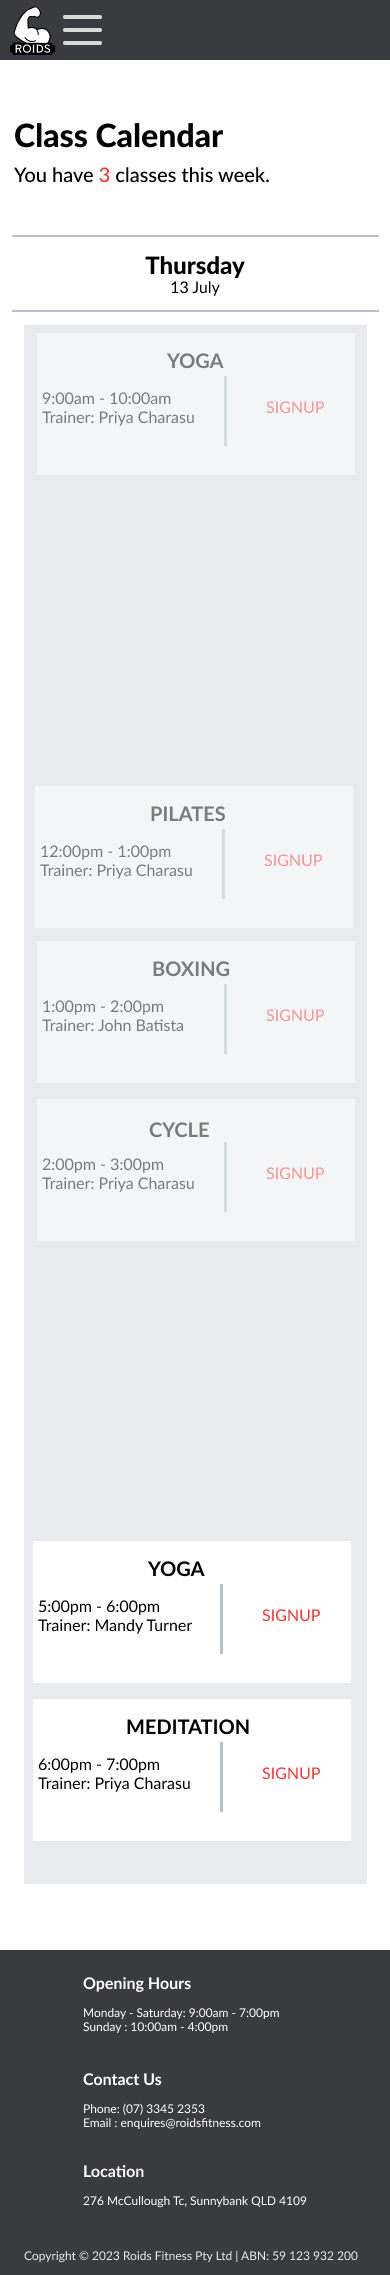 ROIDS
Class Calendar
You have 3 classes this week.
Thursday
13 July
YOGA
9:00am - 10:00am
Trainer: Priya Charasu
SIGNUP
PILATES
12:00pm - 1:00pm
Trainer: Priya Charasu
SIGNUP
BOXING
1:00pm - 2:00pm
Trainer: John Batista
SIGNUP
CYCLE
2:00pm - 3:00pm
Trainer: Priya Charasu
SIGNUP
YOGA
5:00pm - 6:00pm
Trainer: Mandy Turner
SIGNUP
MEDITATION
6:00pm - 7:00pm
Trainer: Priya Charasu
SIGNUP
Opening Hours
Monday - Saturday: 9:00am - 7:00pm
Sunday : 10:00am - 4:00pm
Contact Us
Phone: (07) 3345 2353
Email : enquires@roidsfitness.com
Location
276 McCullough Tc, Sunnybank QLD 4109
Copyright © 2023 Roids Fitness Pty Ltd | ABN: 59 123 932 200